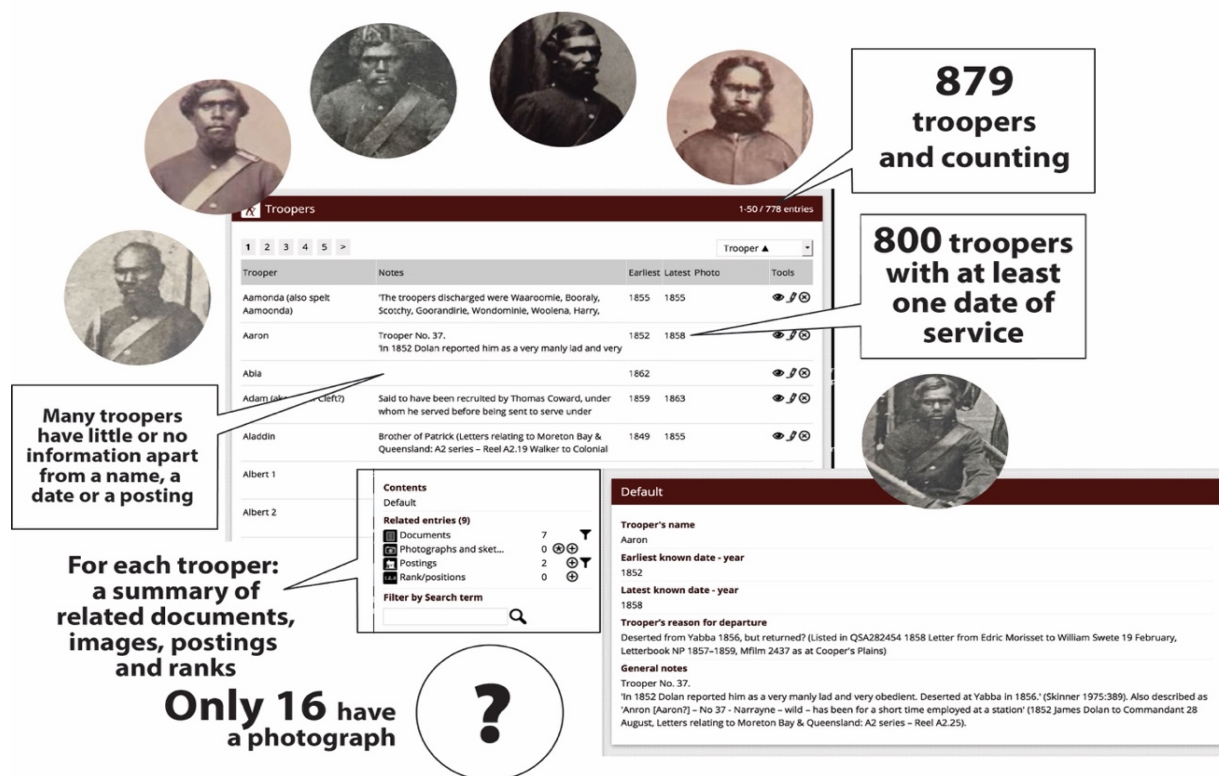 879
troopers
and counting
Troopers
1-50 / 778 entries
1 2 3 4 5 >
Trooper ▲
Trooper Notes Earliest Latest Photo Tools
Aamonda (also spelt
Aamoonda)
'The troopers discharged were Waaroomie, Booraly,
Scotchy, Goorandirie, Wondominie, Woolena, Harry,
1855 1855
Aaron
Trooper No. 37.
'In 1852 Dolan reported him as a very manly lad and very
1852 1858
Abia
1862
Adam
Cleft?)
Said to have been recruited by Thomas Coward, under
whom he served before being sent to serve under
1859 1863
Aladdin
Brother of Patrick (Letters relating to Moreton Bay &
Queensland: A2 series – Reel A2.19 Walker to Colonial
1849 1855
Albert 1
Albert 2
800 troopers
with at least
one date of
service
Many troopers
have little or no
information apart
from a name, a
date or a posting
For each trooper:
a summary of
related documents,
images, postings
and ranks
Contents
Default
Related entries (9)
Documents 7
Photographs and sket... 0
Postings 2
Rank/positions 0
Filter by Search term
Only 16 have
a photograph
?
Default
Trooper's name
Aaron
Earliest known date - year
1852
Latest known date - year
1858
Trooper's reason for departure
Deserted from Yabba 1856, but returned? (Listed in QSA282454 1858 Letter from Edric Morisset to William Swete 19 February,
Letterbook NP 1857–1859, Mfilm 2437 as at Cooper's Plains)
General notes
Trooper No. 37.
'In 1852 Dolan reported him as a very manly lad and very obedient. Deserted at Yabba in 1856.' (Skinner 1975:389). Also described as
'Anron [Aaron?] – No 37 - Narrayne – wild – has been for a short time employed at a station' (1852 James Dolan to Commandant 28
August, Letters relating to Moreton Bay & Queensland: A2 series – Reel A2.25).